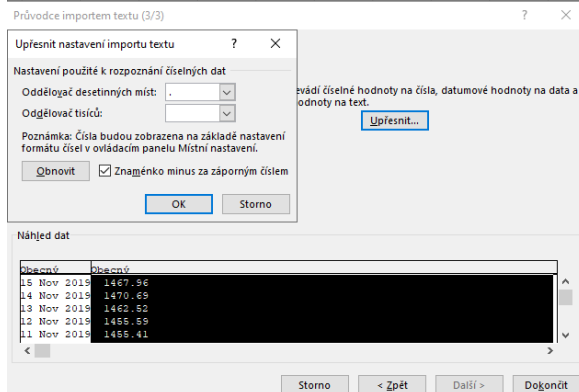 Průvodce importem textu (3/3)
Upřesnit nastavení importu textu
Nastavení použité k rozpoznání číselných dat
Oddělovač desetinných míst: .
Oddělovač tisíců:
Poznámka: Čísla budou zobrazena na základě nastavení
formátu čísel v ovládacím panelu Místní nastavení.
Obnovit
Znaménko minus za záporným číslem
OK
Storno
evádí číselné hodnoty na čísla, datumové hodnoty na data a
odnoty na text.
Upřesnit...
Náhled dat
Obecný Obecný
15 Nov 2019 1467.96
14 Nov 2019 1470.69
13 Nov 2019 1462.52
12 Nov 2019 1455.59
11 Nov 2019 1455.41
Storno
< Zpět
Další >
Dokončit